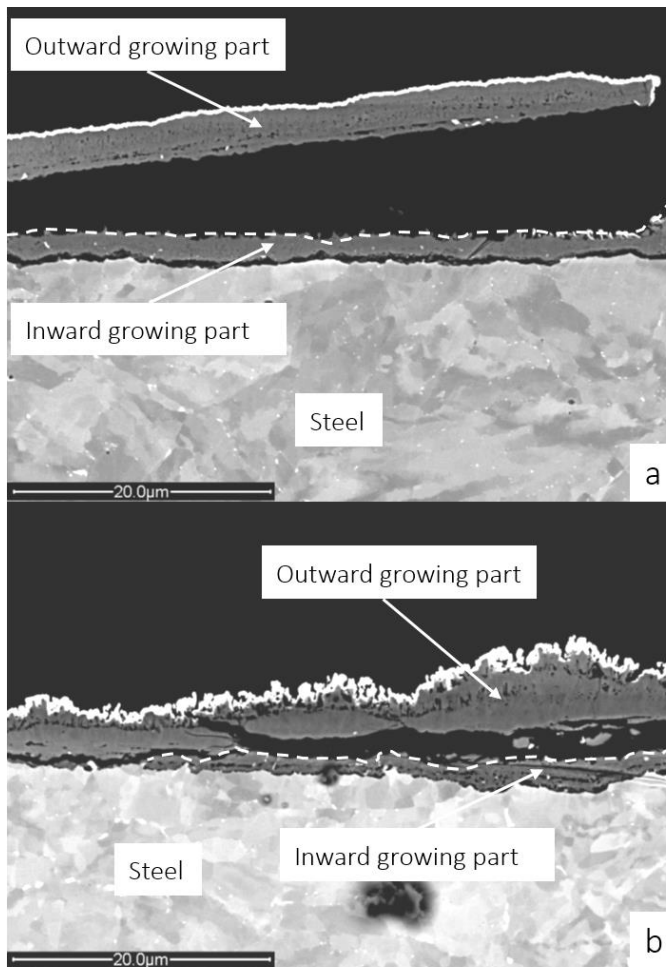 Outward growing part
Inward growing part
Steel
20.0µm
a
Outward growing part
Inward growing part
Steel
20.0µm
b